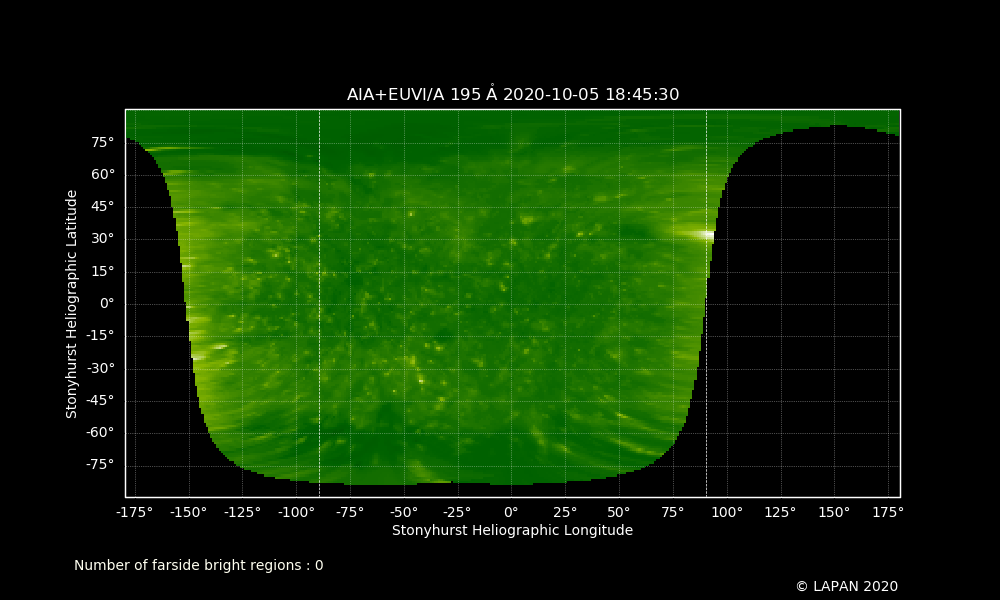 AIA+EUVI/A 195 Å 2020-10-05 18:45:30
75°
60°
45°
30°
15°
0°
-15°
-30°
-45°
-60°
-75°
Stonyhurst Heliographic Latitude
-175° -150° -125° -100° -75° -50° -25° 0° 25° 50° 75° 100° 125° 150° 175°
Stonyhurst Heliographic Longitude
Number of farside bright regions : 0
© LAPAN 2020